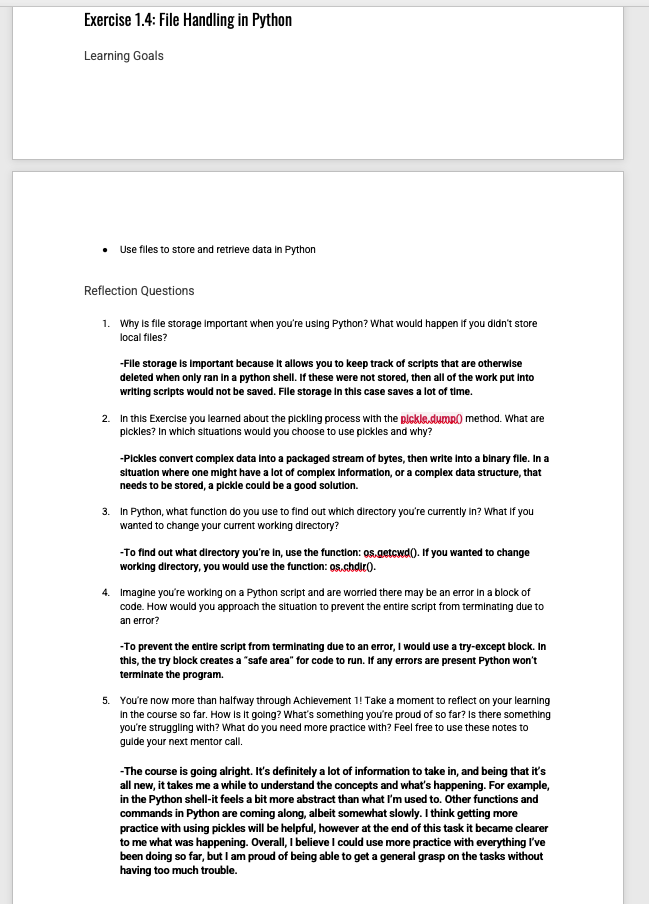 Exercise 1.4: File Handling in Python
Learning Goals
● Use files to store and retrieve data in Python
Reflection Questions
1. Why is file storage important when you're using Python? What would happen if you didn't store
local files?
-File storage is important because it allows you to keep track of scripts that are otherwise
deleted when only ran in a python shell. If these were not stored, then all of the work put into
writing scripts would not be saved. File storage in this case saves a lot of time.
2. In this Exercise you learned about the pickling process with the pickle.dump() method. What are
pickles? In which situations would you choose to use pickles and why?
-Pickles convert complex data into a packaged stream of bytes, then write into a binary file. In a
situation where one might have a lot of complex information, or a complex data structure, that
needs to be stored, a pickle could be a good solution.
3. In Python, what function do you use to find out which directory you're currently in? What if you
wanted to change your current working directory?
-To find out what directory you're in, use the function: os.getcwd(). If you wanted to change
working directory, you would use the function: os.chdir().
4. Imagine you're working on a Python script and are worried there may be an error in a block of
code. How would you approach the situation to prevent the entire script from terminating due to
an error?
-To prevent the entire script from terminating due to an error, I would use a try-except block. In
this, the try block creates a "safe area" for code to run. If any errors are present Python won't
terminate the program.
5. You're now more than halfway through Achievement 1! Take a moment to reflect on your learning
in the course so far. How is it going? What's something you're proud of so far? Is there something
you're struggling with? What do you need more practice with? Feel free to use these notes to
guide your next mentor call.
-The course is going alright. It's definitely a lot of information to take in, and being that it's
all new, it takes me a while to understand the concepts and what's happening. For example,
in the Python shell-it feels a bit more abstract than what I'm used to. Other functions and
commands in Python are coming along, albeit somewhat slowly. I think getting more
practice with using pickles will be helpful, however at the end of this task it became clearer
to me what was happening. Overall, I believe I could use more practice with everything I've
been doing so far, but I am proud of being able to get a general grasp on the tasks without
having too much trouble.